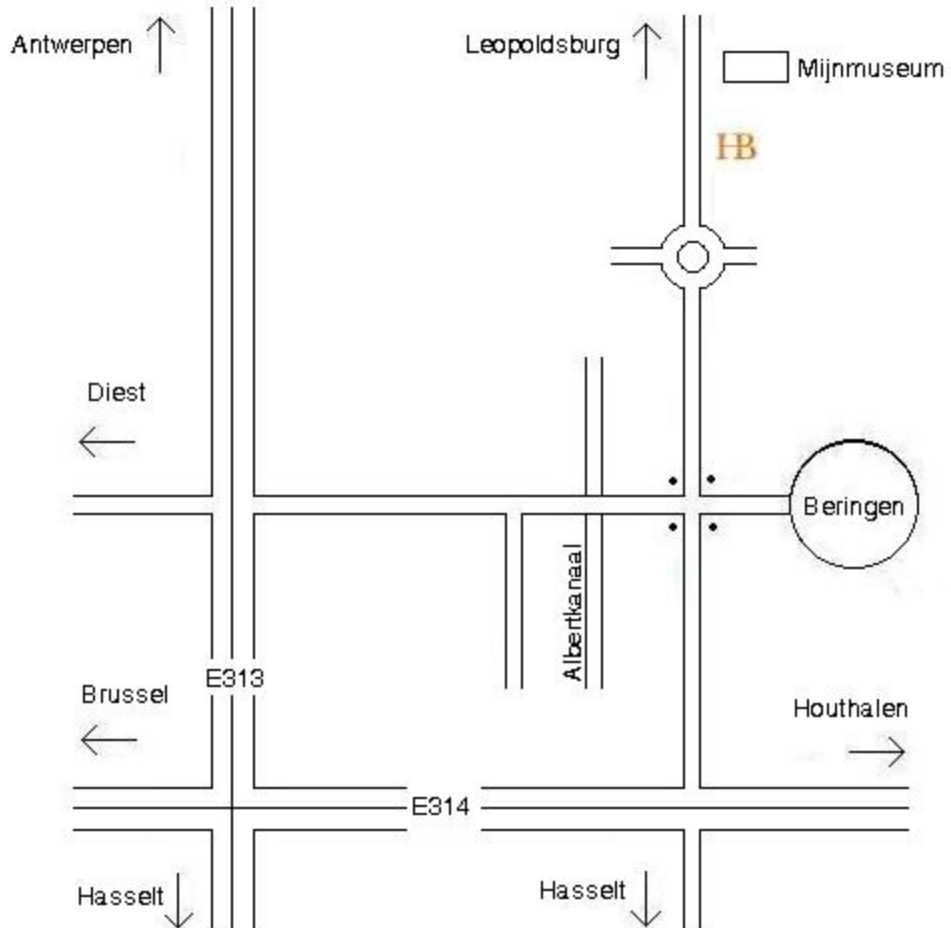 Antwerpen
Leopoldsburg
Mijnmuseum
HB
Diest
Beringen
Albertkanaal
E313
Brussel
Houthalen
E314
Hasselt
Hasselt